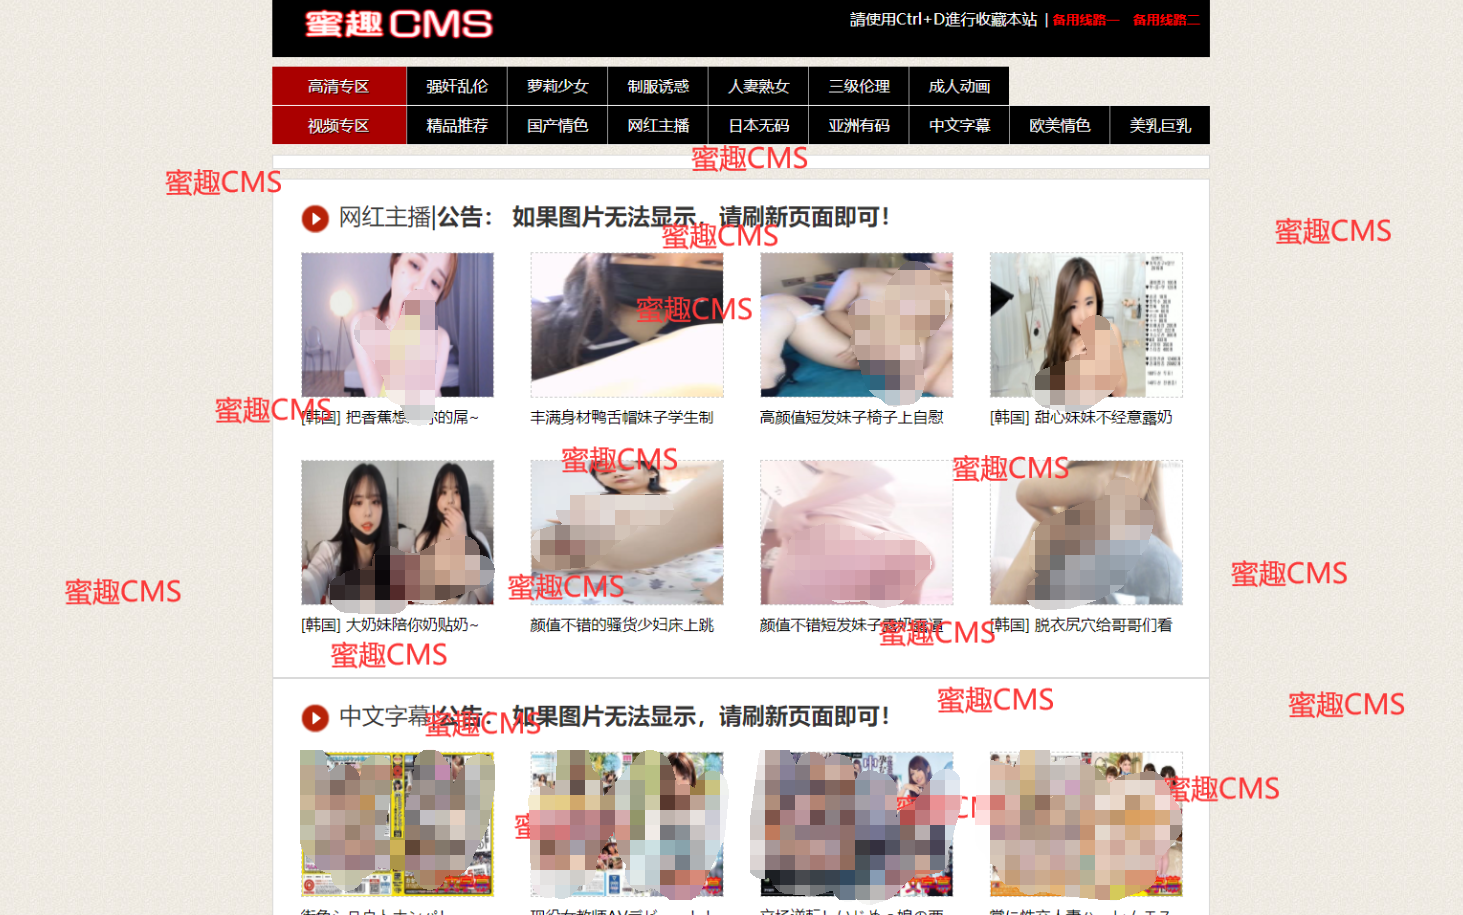 蜜趣CMS
請使用Ctrl+D進行收藏本站 | 备用线路一 备用线路二
高清专区 强奸乱伦 萝莉少女 制服诱惑 人妻熟女 三级伦理 成人动画
视频专区 精品推荐 国产情色 网红主播 日本无码 亚洲有码 中文字幕 欧美情色 美乳巨乳
蜜趣CMS
蜜趣CMS
网红主播|公告： 如果图片无法显示，请刷新页面即可！
蜜趣CMS
蜜趣CMS
蜜趣CMS
蜜趣CMS
[韩国] 把香蕉想 你的屌~
丰满身材鸭舌帽妹子学生制
高颜值短发妹子椅子上自慰
[韩国] 甜心妹妹不经意露奶
蜜趣CMS
蜜趣CMS
蜜趣CMS
蜜趣CMS
蜜趣CMS
[韩国] 大奶妹陪你奶贴奶~
颜值不错的骚货少妇床上跳
颜值不错短发妹子露奶露逼
[韩国] 脱衣尻穴给哥哥们看
蜜趣CMS
蜜趣CMS
蜜趣CMS
蜜趣CMS
中文字幕|公告： 如果图片无法显示，请刷新页面即可！
蜜趣CMS
蜜趣CMS